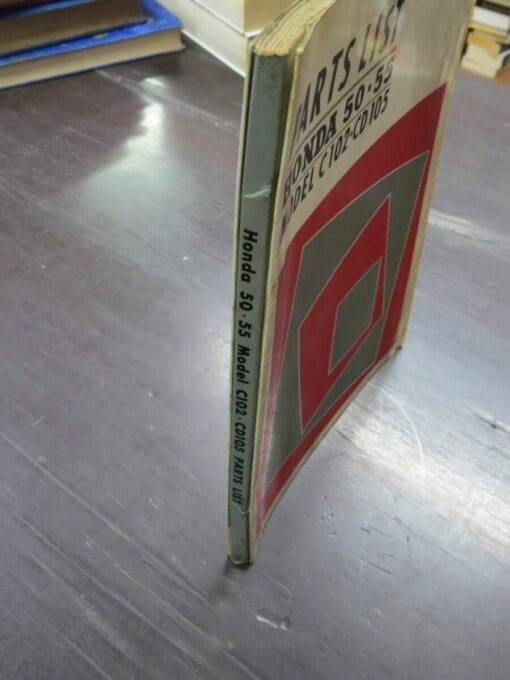 PARTS LIST
HONDA 50·55
MODEL C102·CD105
Honda 50·55 Model C102·CD105 PARTS LIST